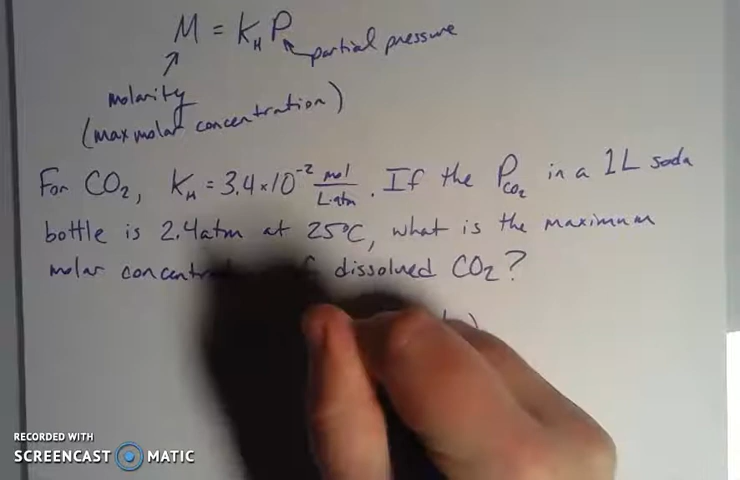 M = K_H P
partial pressure
molarity
(max molar concentration)
For CO₂, K_H = 3.4×10⁻² mol/L·atm. If the P_CO₂ in a 1L soda
bottle is 2.4atm at 25°C, what is the maximum
molar dissolved CO₂?
RECORDED WITH
SCREENCAST MATIC